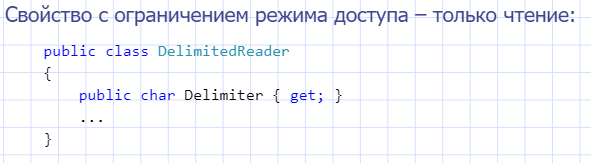 Свойство с ограничением режима доступа – только чтение:
public class DelimitedReader
{
public char Delimiter { get; }
...
}